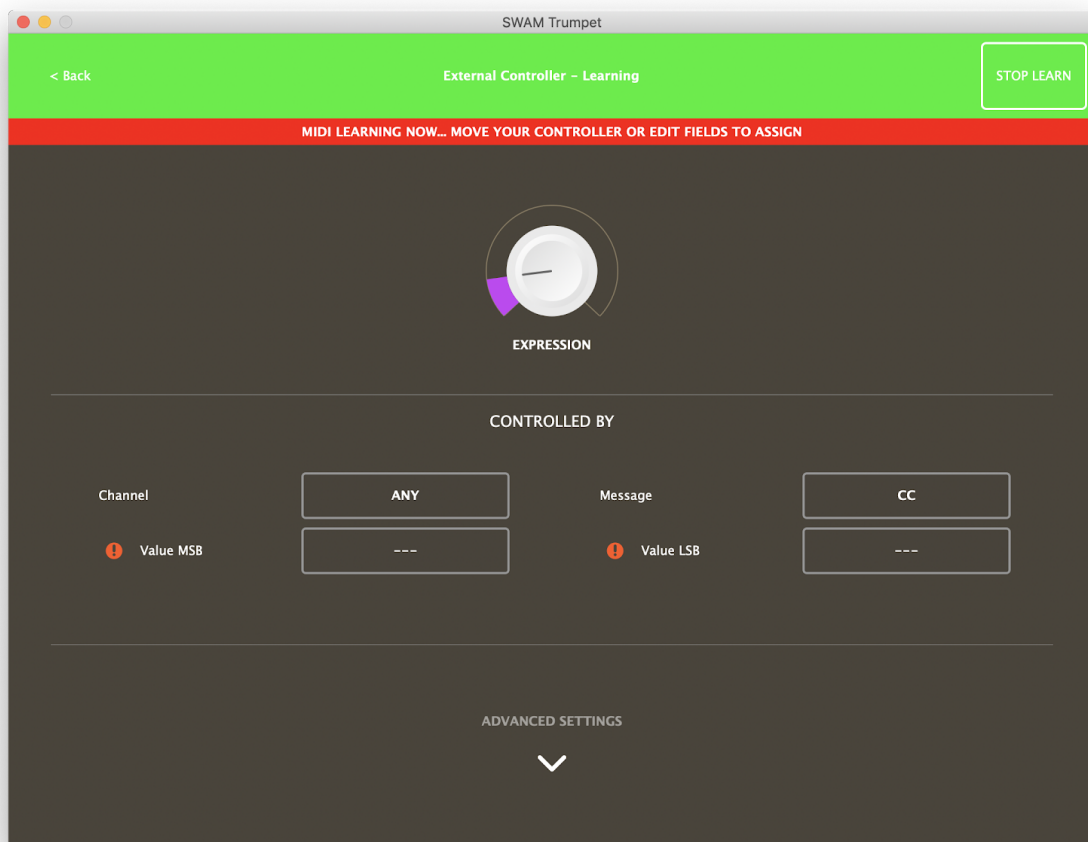 SWAM Trumpet
< Back
External Controller – Learning
STOP LEARN
MIDI LEARNING NOW... MOVE YOUR CONTROLLER OR EDIT FIELDS TO ASSIGN
EXPRESSION
CONTROLLED BY
Channel
ANY
Message
CC
Value MSB
---
Value LSB
---
ADVANCED SETTINGS